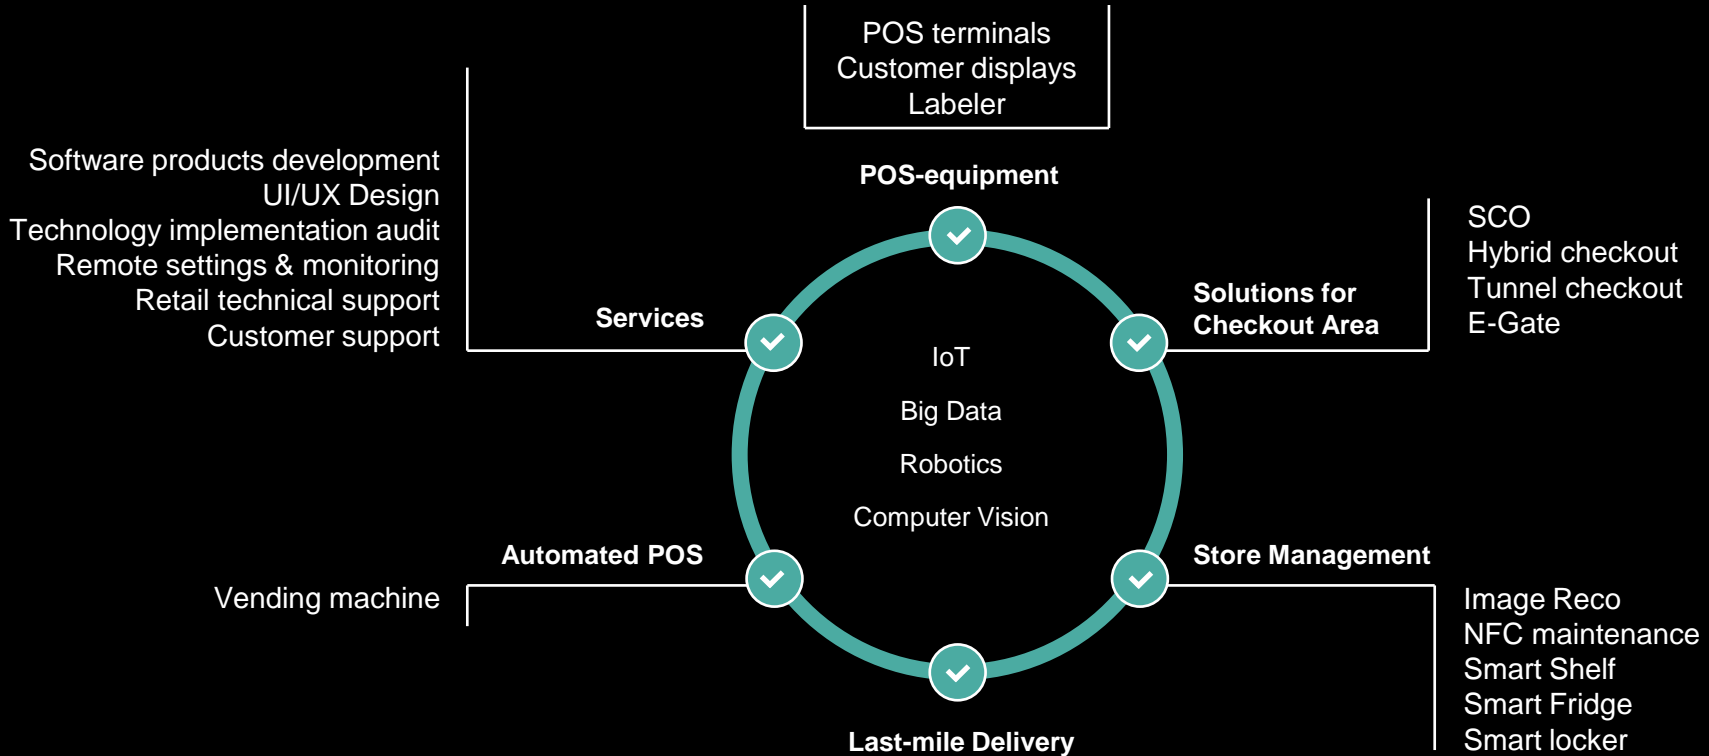 POS terminals
Customer displays
Labeler
POS-equipment
Software products development
UI/UX Design
Technology implementation audit
Remote settings & monitoring
Retail technical support
Customer support
Services
Solutions for
Checkout Area
SCO
Hybrid checkout
Tunnel checkout
E-Gate
IoT
Big Data
Robotics
Computer Vision
Automated POS
Vending machine
Store Management
Image Reco
NFC maintenance
Smart Shelf
Smart Fridge
Smart locker
Last-mile Delivery